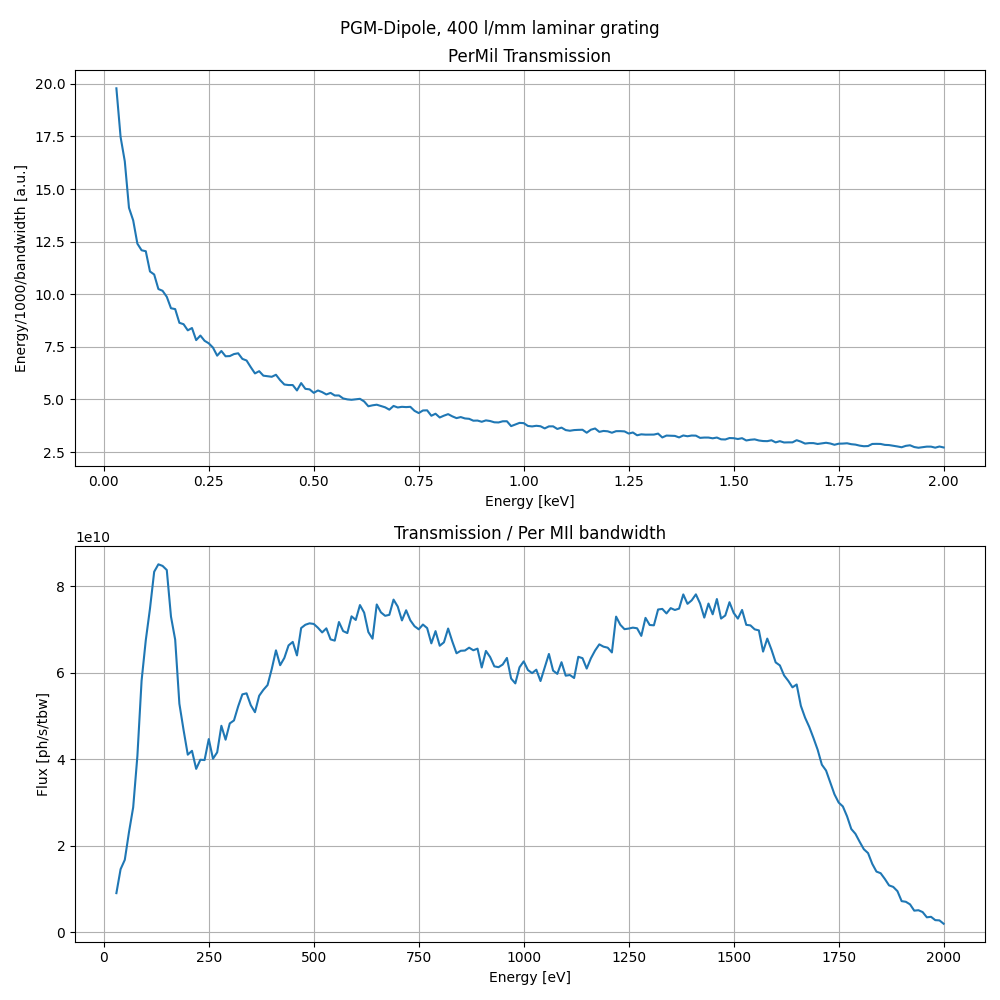 PGM-Dipole, 400 l/mm laminar grating
PerMil Transmission
Energy/1000/bandwidth [a.u.]
20.0
17.5
15.0
12.5
10.0
7.5
5.0
2.5
0.00 0.25 0.50 0.75 1.00 1.25 1.50 1.75 2.00
Energy [keV]
Transmission / Per MIl bandwidth
1e10
Flux [ph/s/tbw]
8
6
4
2
0
0 250 500 750 1000 1250 1500 1750 2000
Energy [eV]